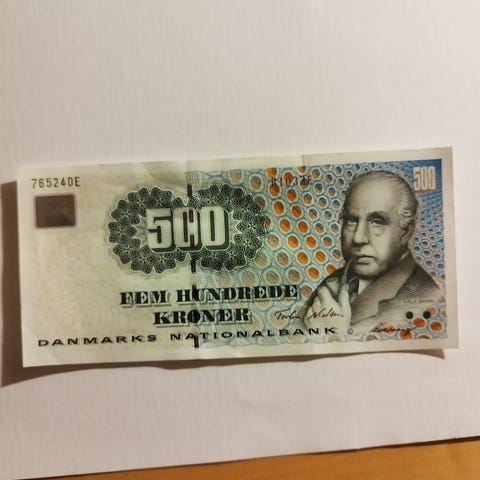 765240E
500
500
FEM HUNDREDE
KRONER
DANMARKS NATIONALBANK